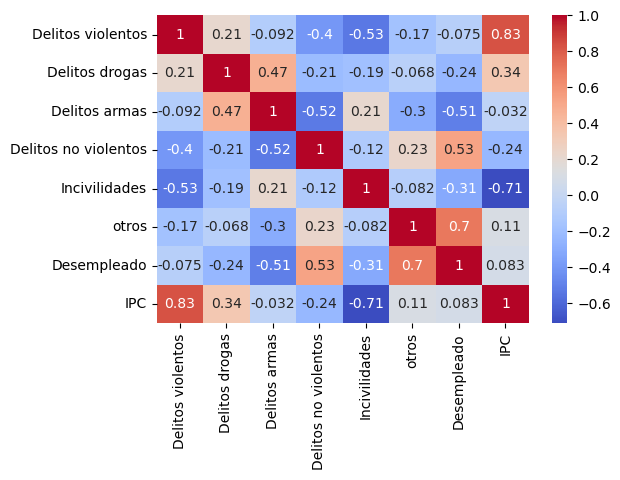 Delitos violentos 1 0.21 -0.092 -0.4 -0.53 -0.17 -0.075 0.83
Delitos drogas 0.21 1 0.47 -0.21 -0.19 -0.068 -0.24 0.34
Delitos armas -0.092 0.47 1 -0.52 0.21 -0.3 -0.51 -0.032
Delitos no violentos -0.4 -0.21 -0.52 1 -0.12 0.23 0.53 -0.24
Incivilidades -0.53 -0.19 0.21 -0.12 1 -0.082 -0.31 -0.71
otros -0.17 -0.068 -0.3 0.23 -0.082 1 0.7 0.11
Desempleado -0.075 -0.24 -0.51 0.53 -0.31 0.7 1 0.083
IPC 0.83 0.34 -0.032 -0.24 -0.71 0.11 0.083 1
Delitos violentos
Delitos drogas
Delitos armas
Delitos no violentos
Incivilidades
otros
Desempleado
IPC
1.0
0.8
0.6
0.4
0.2
0.0
-0.2
-0.4
-0.6